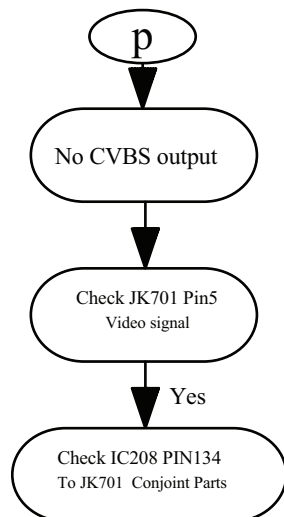 p
No CVBS output
Check JK701 Pin5
Video signal
Yes
Check IC208 PIN134
To JK701 Conjoint Parts